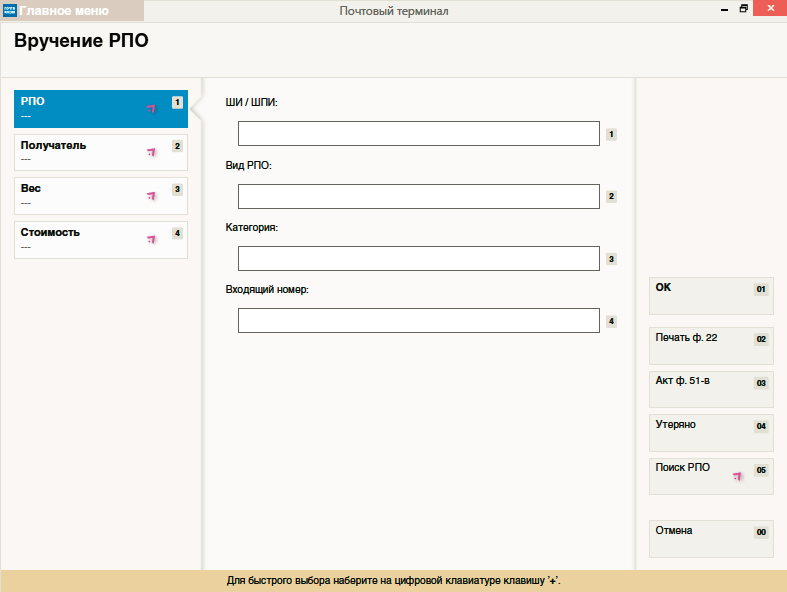 Главное меню
Почтовый терминал
Вручение РПО
РПО 1
---
Получатель 2
---
Вес 3
---
Стоимость 4
---
ШИ / ШПИ:
1
Вид РПО:
2
Категория:
3
Входящий номер:
4
ОК 01
Печать ф. 22 02
Акт ф. 51-в 03
Утеряно 04
Поиск РПО 05
Отмена 00
Для быстрого выбора наберите на цифровой клавиатуре клавишу '+'.